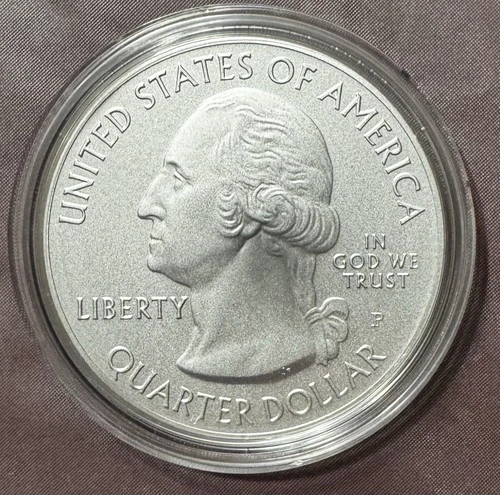 UNITED STATES OF AMERICA
IN
GOD WE
TRUST
LIBERTY
P
QUARTER DOLLAR